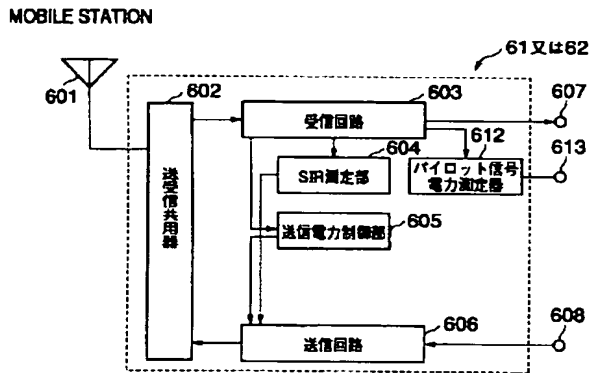 MOBILE STATION
61又は62
601
602
603
607
受信回路
612
613
604
SIR測定部
パイロット信号
電力測定器
送受信共用器
605
送信電力制御部
606
608
送信回路